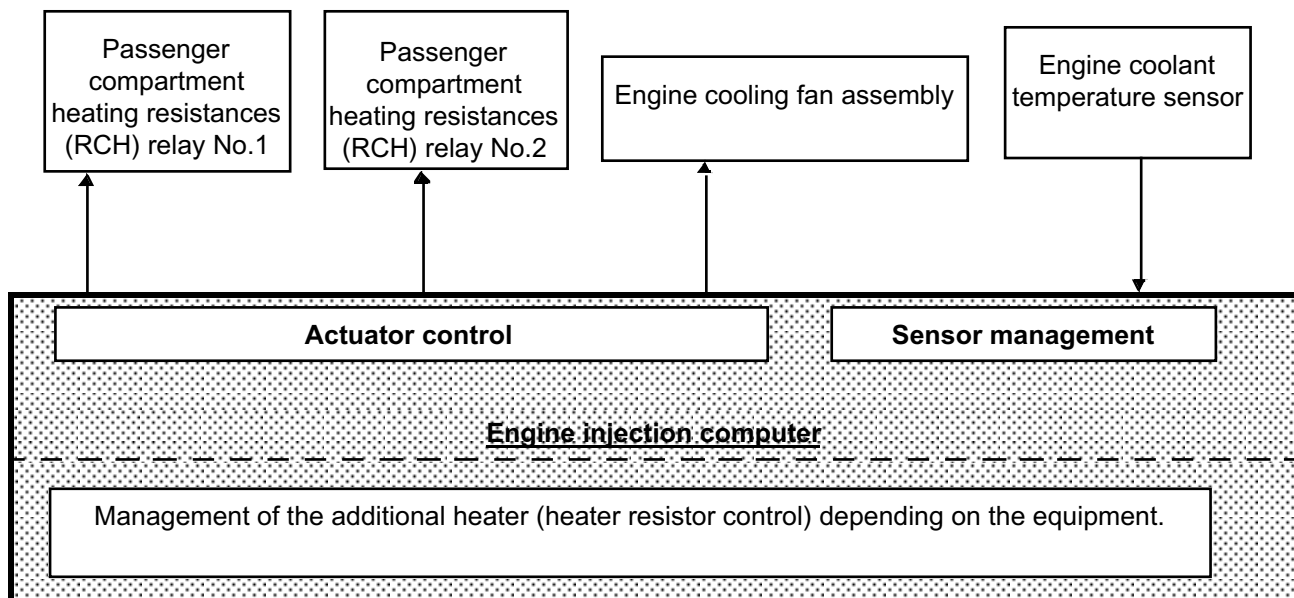 Passenger
compartment
heating resistances
(RCH) relay No.1
Passenger
compartment
heating resistances
(RCH) relay No.2
Engine cooling fan assembly
Engine coolant
temperature sensor
Actuator control
Sensor management
Engine injection computer
Management of the additional heater (heater resistor control) depending on the equipment.